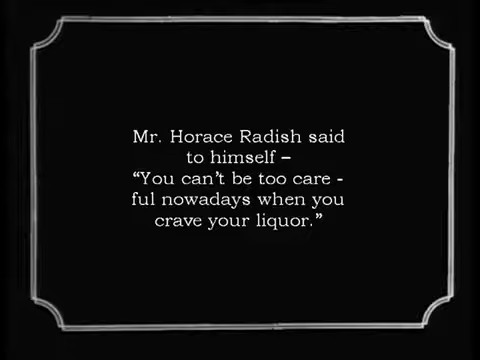 Mr. Horace Radish said
to himself –
“You can’t be too care -
ful nowadays when you
crave your liquor.”